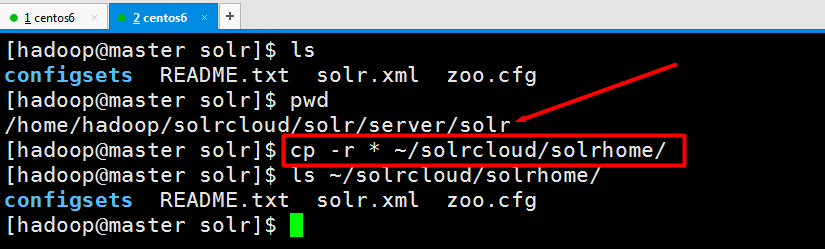 1 centos6 × 2 centos6 × +
[hadoop@master solr]$ ls
configsets README.txt solr.xml zoo.cfg
[hadoop@master solr]$ pwd
/home/hadoop/solrcloud/solr/server/solr
[hadoop@master solr]$ cp -r * ~/solrcloud/solrhome/
[hadoop@master solr]$ ls ~/solrcloud/solrhome/
configsets README.txt solr.xml zoo.cfg
[hadoop@master solr]$